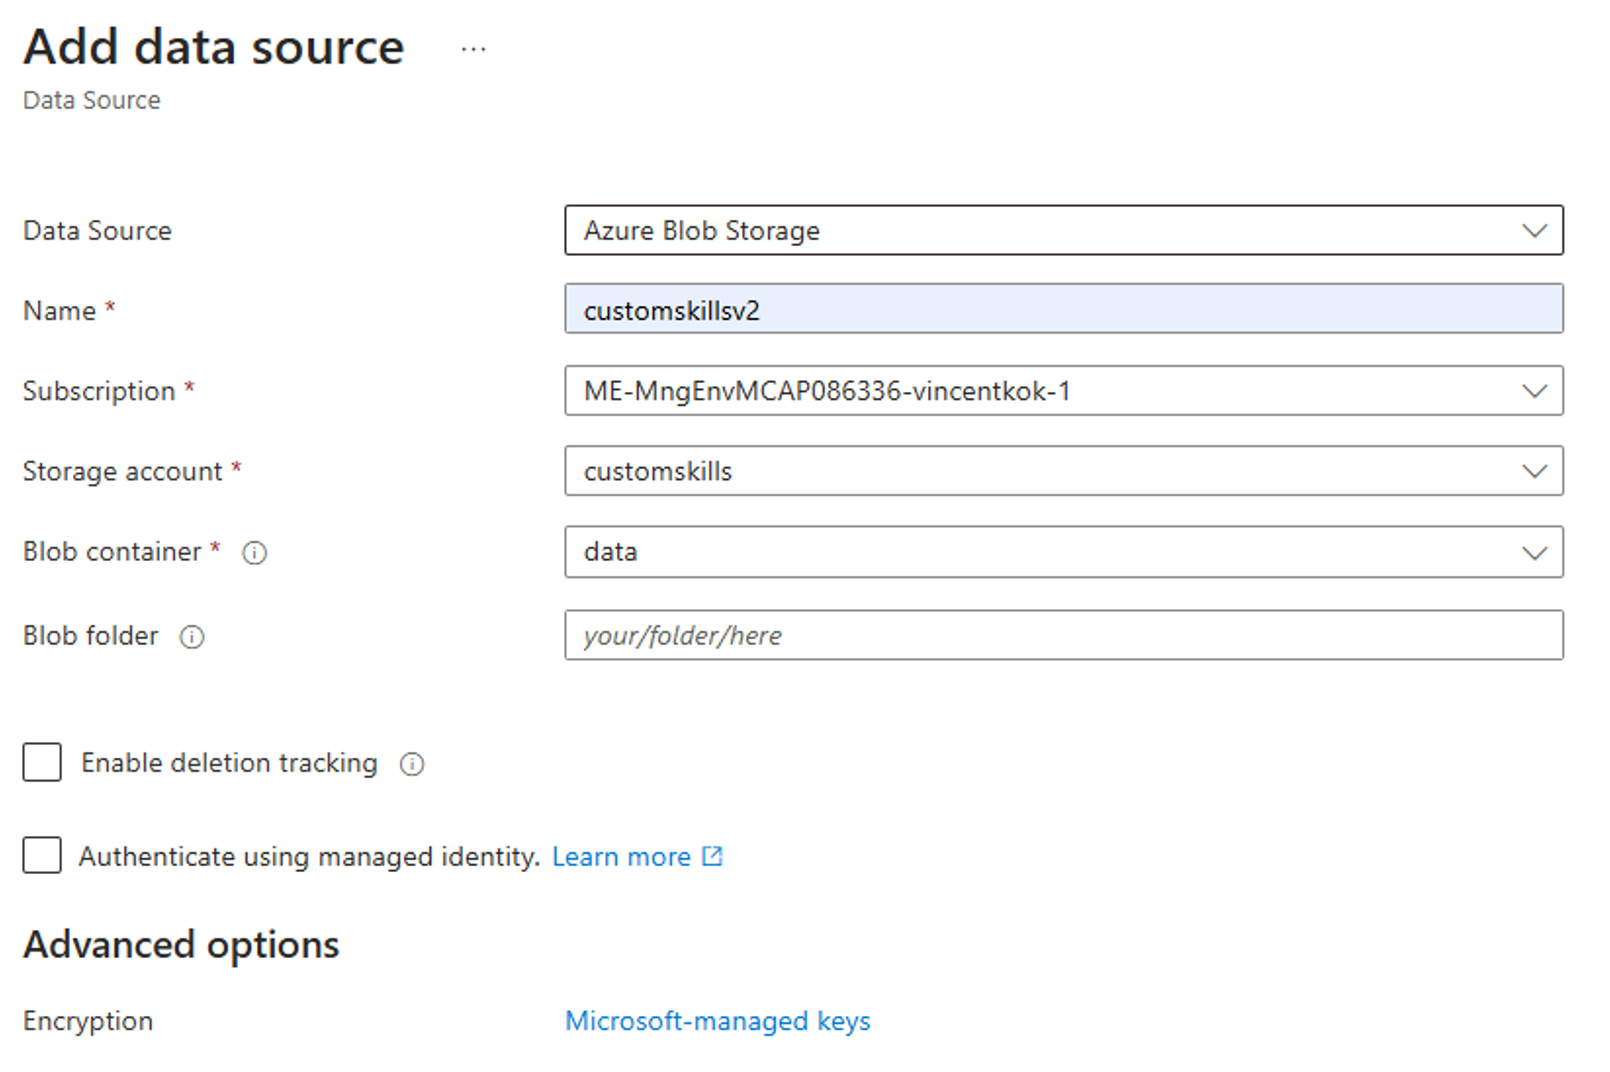 Add data source ...
Data Source
Data Source Azure Blob Storage
Name * customskillsv2
Subscription * ME-MngEnvMCAP086336-vincentkok-1
Storage account * customskills
Blob container * data
Blob folder your/folder/here
Enable deletion tracking
Authenticate using managed identity. Learn more
Advanced options
Encryption Microsoft-managed keys